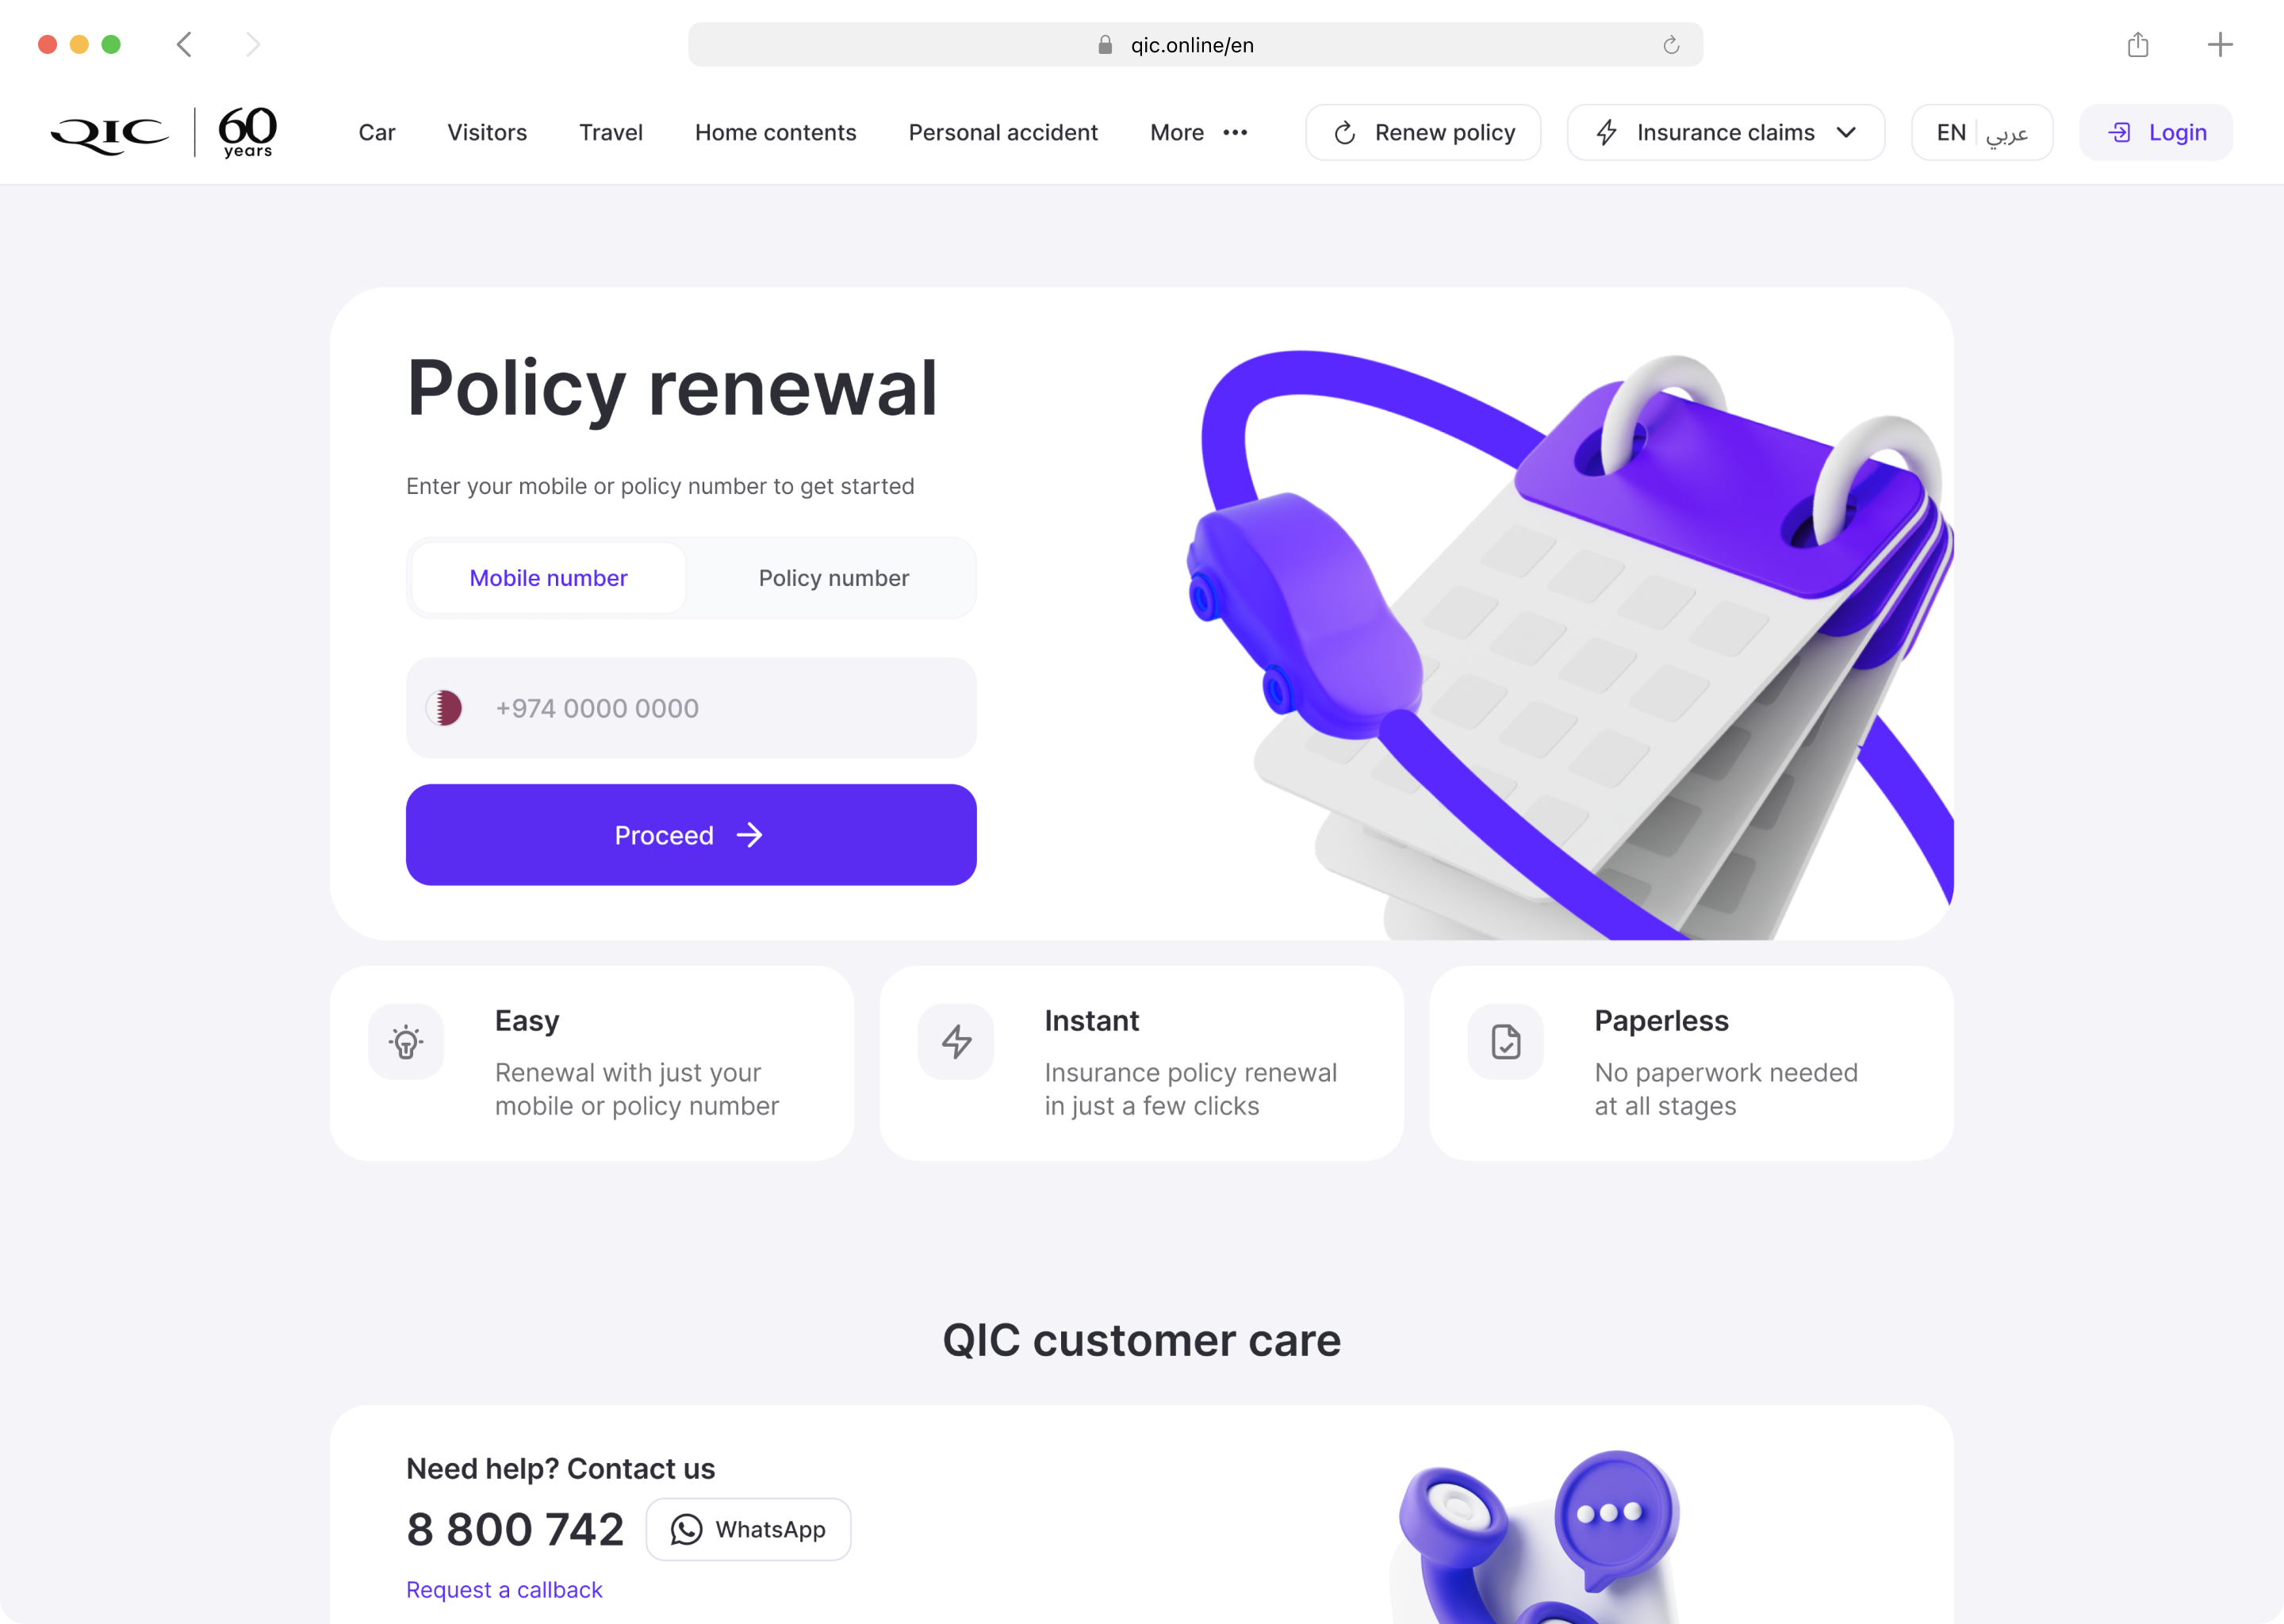 qic.online/en
QIC
60
years
Car
Visitors
Travel
Home contents
Personal accident
More
Renew policy
Insurance claims
EN
عربي
Login
Policy renewal
Enter your mobile or policy number to get started
Mobile number
Policy number
+974 0000 0000
Proceed
Easy
Renewal with just your
mobile or policy number
Instant
Insurance policy renewal
in just a few clicks
Paperless
No paperwork needed
at all stages
QIC customer care
Need help? Contact us
8 800 742
WhatsApp
Request a callback